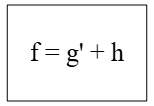 f = g' + h